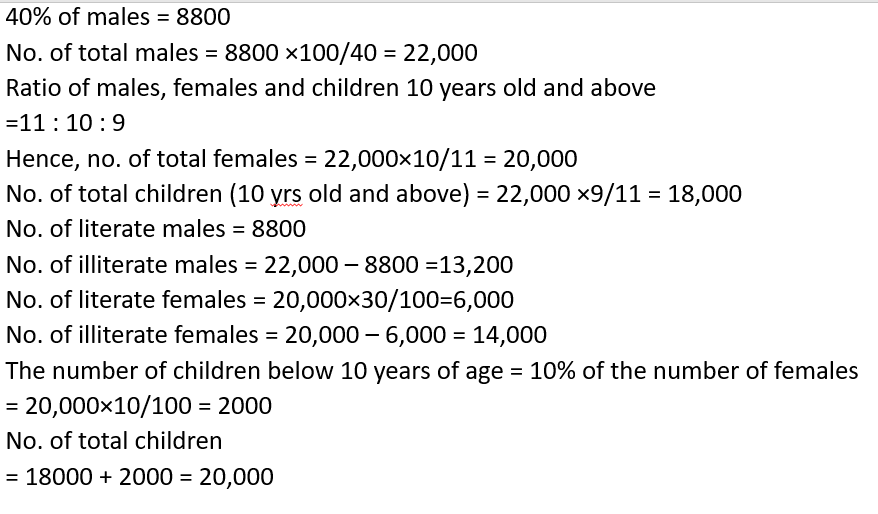 40% of males = 8800
No. of total males = 8800 ×100/40 = 22,000
Ratio of males, females and children 10 years old and above
=11 : 10 : 9
Hence, no. of total females = 22,000×10/11 = 20,000
No. of total children (10 yrs old and above) = 22,000 ×9/11 = 18,000
No. of literate males = 8800
No. of illiterate males = 22,000 – 8800 =13,200
No. of literate females = 20,000×30/100=6,000
No. of illiterate females = 20,000 – 6,000 = 14,000
The number of children below 10 years of age = 10% of the number of females
= 20,000×10/100 = 2000
No. of total children
= 18000 + 2000 = 20,000